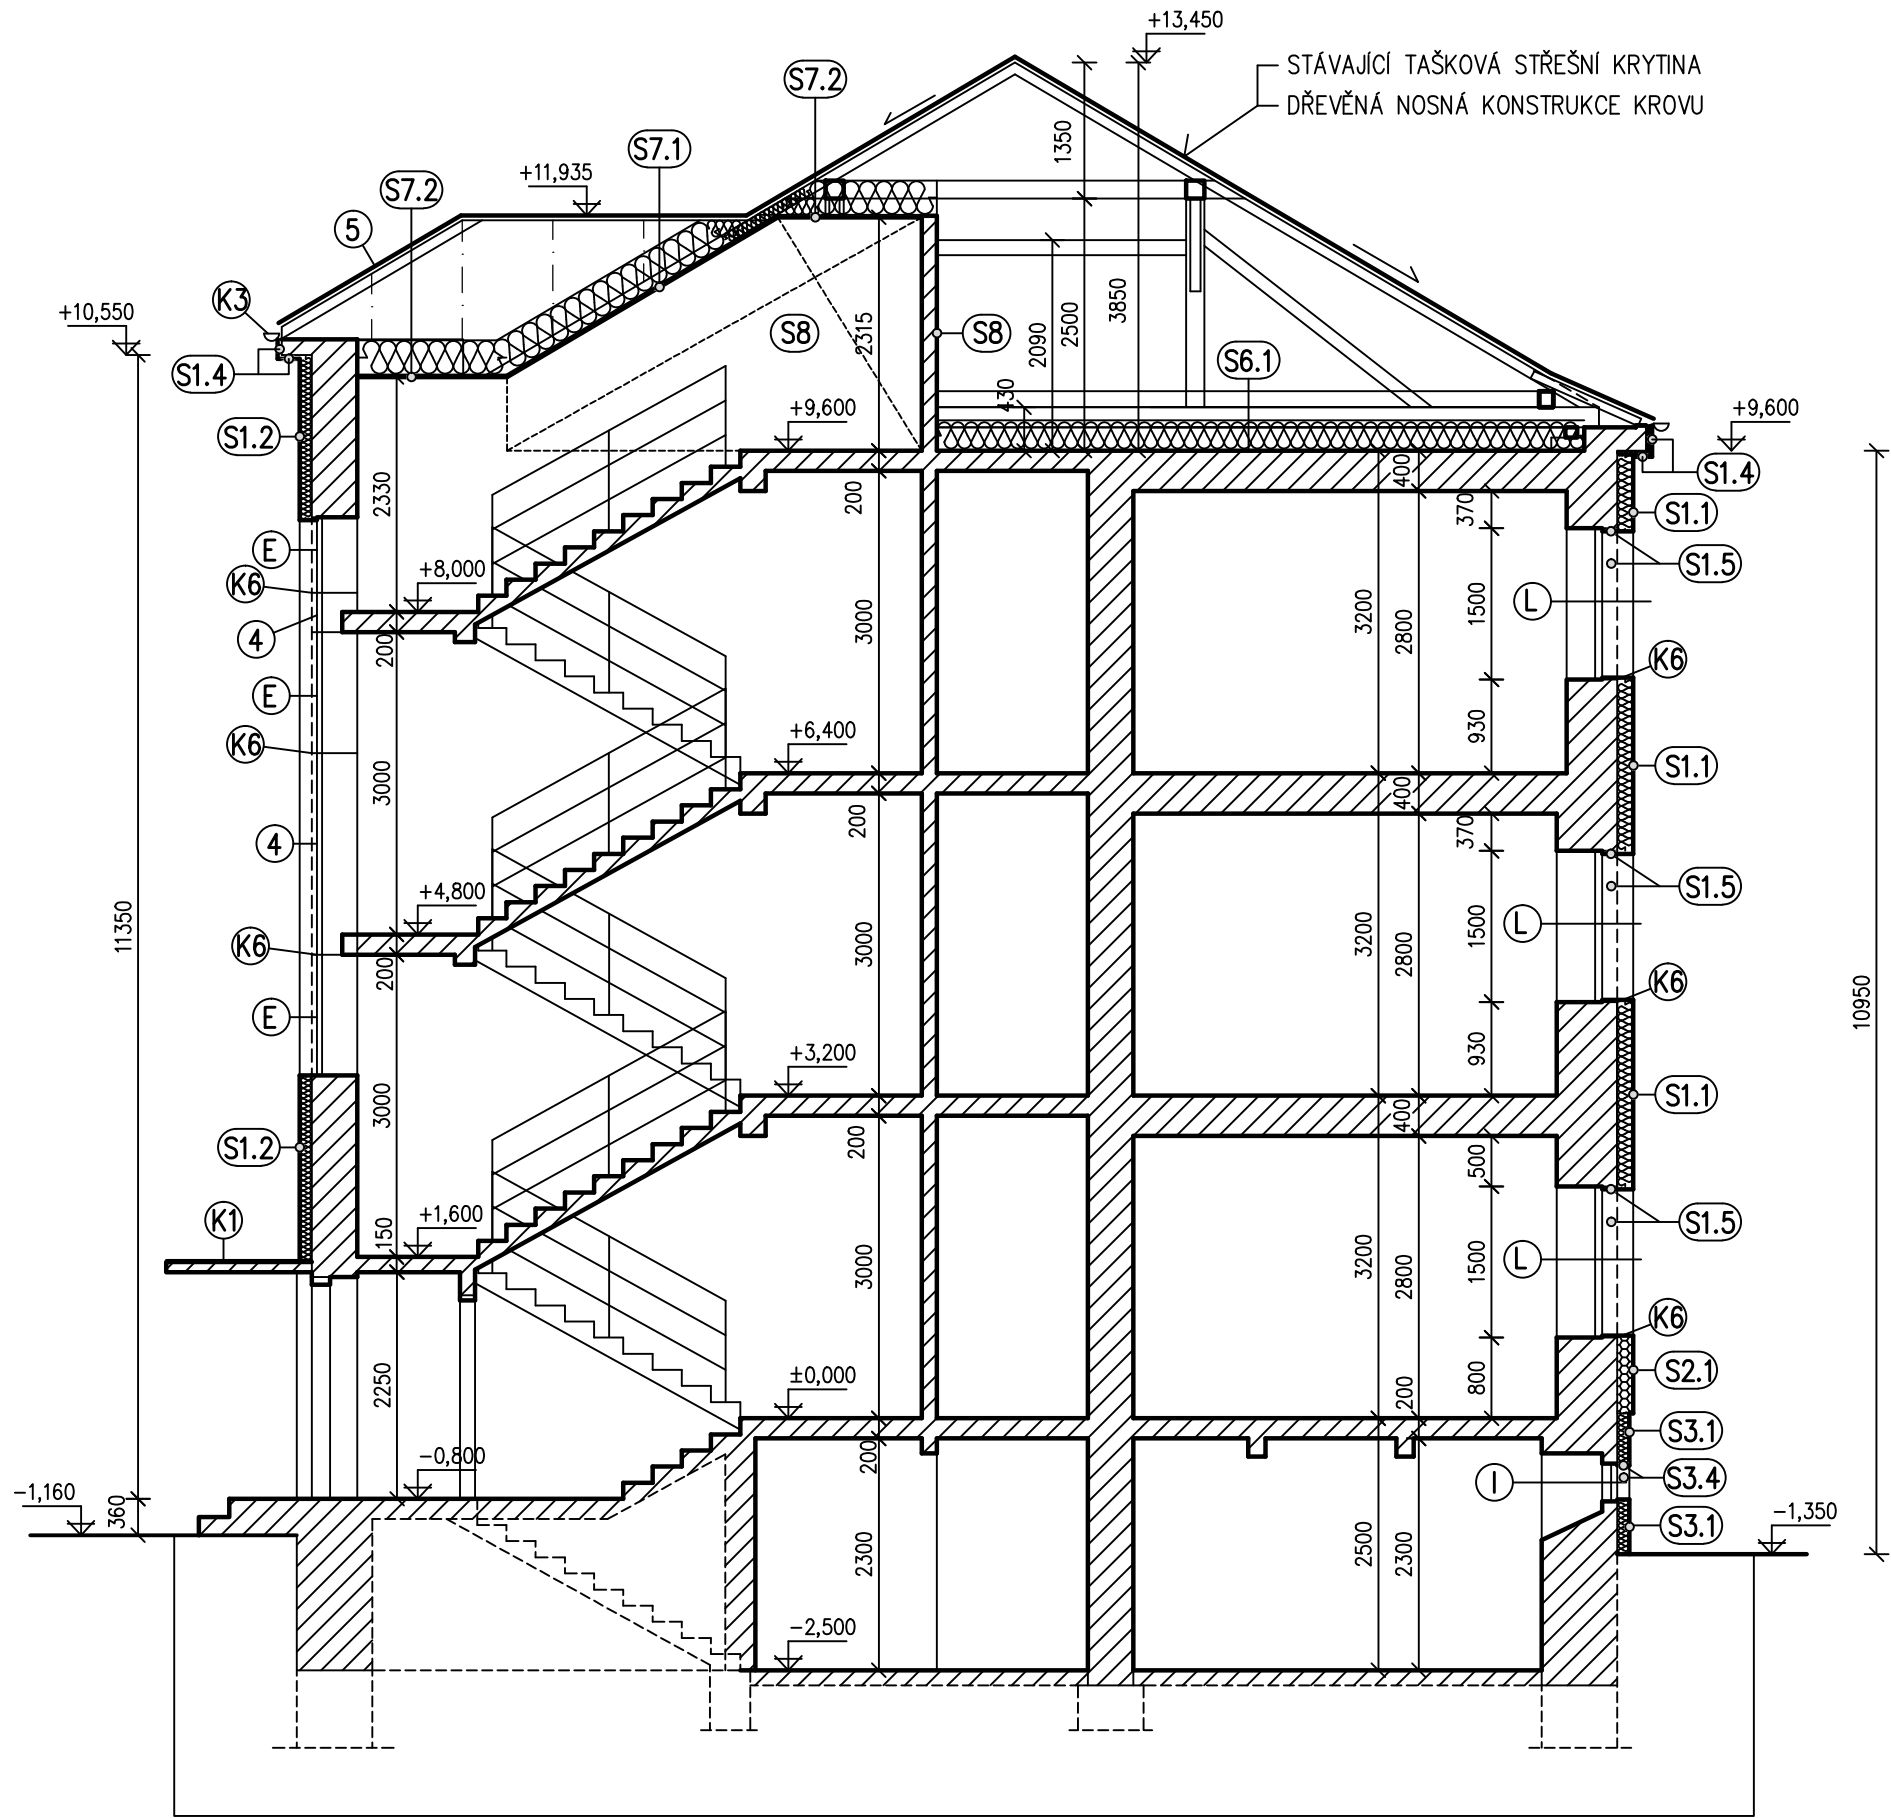 +13,450
STÁVAJÍCÍ TAŠKOVÁ STŘEŠNÍ KRYTINA
DŘEVĚNÁ NOSNÁ KONSTRUKCE KROVU
S7.2
S7.1
1350
+11,935
S7.2
5
K3
+10,550
S8
S8
2315
2090
2500
3850
S6.1
430
S1.4
S1.2
+9,600
+9,600
S1.4
2330
200
400
370
S1.1
E
K6
+8,000
S1.5
L
1500
4
200
3000
3200
2800
K6
E
K6
+6,400
930
S1.1
3000
200
400
370
4
+4,800
S1.5
11350
K6
200
3000
3200
2800
1500
L
K6
10950
E
+3,200
930
S1.1
3000
200
400
500
S1.2
K1
150
+1,600
S1.5
3000
3200
2800
1500
L
K6
2250
±0,000
200
800
S2.1
S3.1
−0,800
200
I
S3.4
−1,160
360
S3.1
−1,350
2300
2500
2300
−2,500